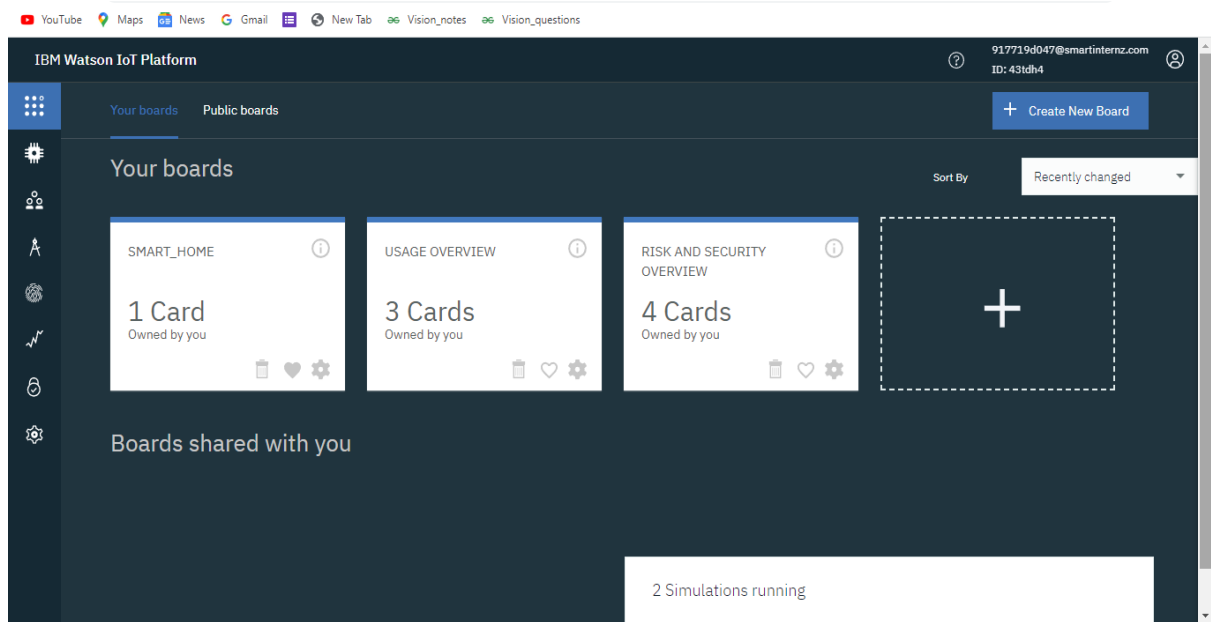 YouTube Maps News Gmail New Tab Vision_notes Vision_questions
IBM Watson IoT Platform
917719d047@smartinternz.com
ID: 43tdh4
Your boards Public boards
+ Create New Board
Your boards
Sort By Recently changed
SMART_HOME
1 Card
Owned by you
USAGE OVERVIEW
3 Cards
Owned by you
RISK AND SECURITY
OVERVIEW
4 Cards
Owned by you
Boards shared with you
2 Simulations running